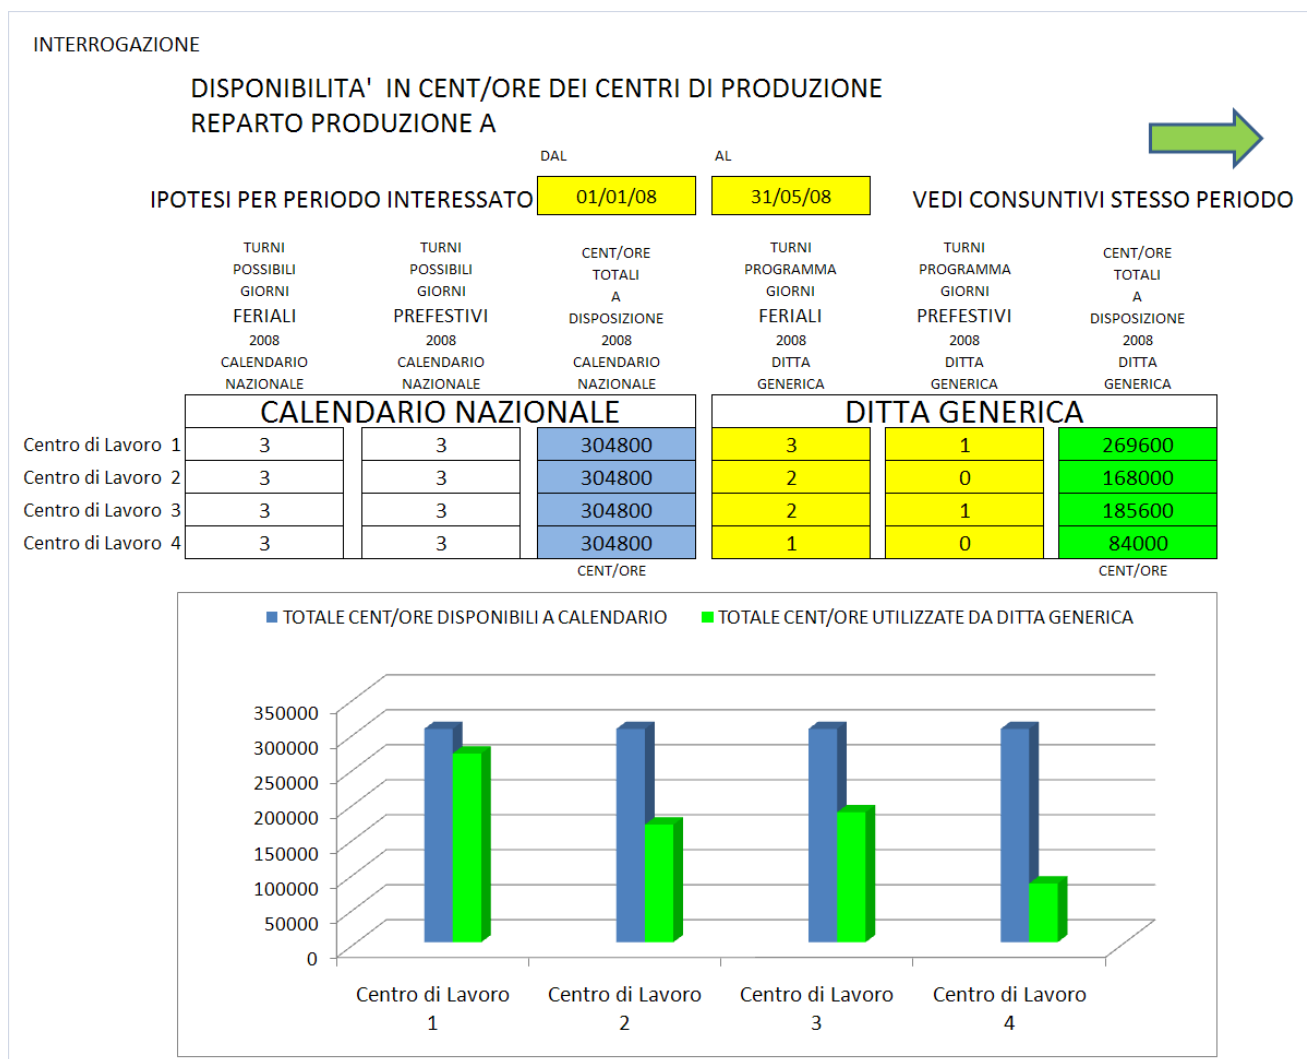 INTERROGAZIONE
DISPONIBILITA' IN CENT/ORE DEI CENTRI DI PRODUZIONE
REPARTO PRODUZIONE A
DAL AL
IPOTESI PER PERIODO INTERESSATO 01/01/08 31/05/08 VEDI CONSUNTIVI STESSO PERIODO
TURNI POSSIBILI GIORNI FERIALI 2008 CALENDARIO NAZIONALE
TURNI POSSIBILI GIORNI PREFESTIVI 2008 CALENDARIO NAZIONALE
CENT/ORE TOTALI A DISPOSIZIONE 2008 CALENDARIO NAZIONALE
TURNI PROGRAMMA GIORNI FERIALI 2008 DITTA GENERICA
TURNI PROGRAMMA GIORNI PREFESTIVI 2008 DITTA GENERICA
CENT/ORE TOTALI A DISPOSIZIONE 2008 DITTA GENERICA
CALENDARIO NAZIONALE DITTA GENERICA
Centro di Lavoro 1 3 3 304800 3 1 269600
Centro di Lavoro 2 3 3 304800 2 0 168000
Centro di Lavoro 3 3 3 304800 2 1 185600
Centro di Lavoro 4 3 3 304800 1 0 84000
CENT/ORE CENT/ORE
TOTALE CENT/ORE DISPONIBILI A CALENDARIO TOTALE CENT/ORE UTILIZZATE DA DITTA GENERICA
350000
300000
250000
200000
150000
100000
50000
0
Centro di Lavoro 1
Centro di Lavoro 2
Centro di Lavoro 3
Centro di Lavoro 4